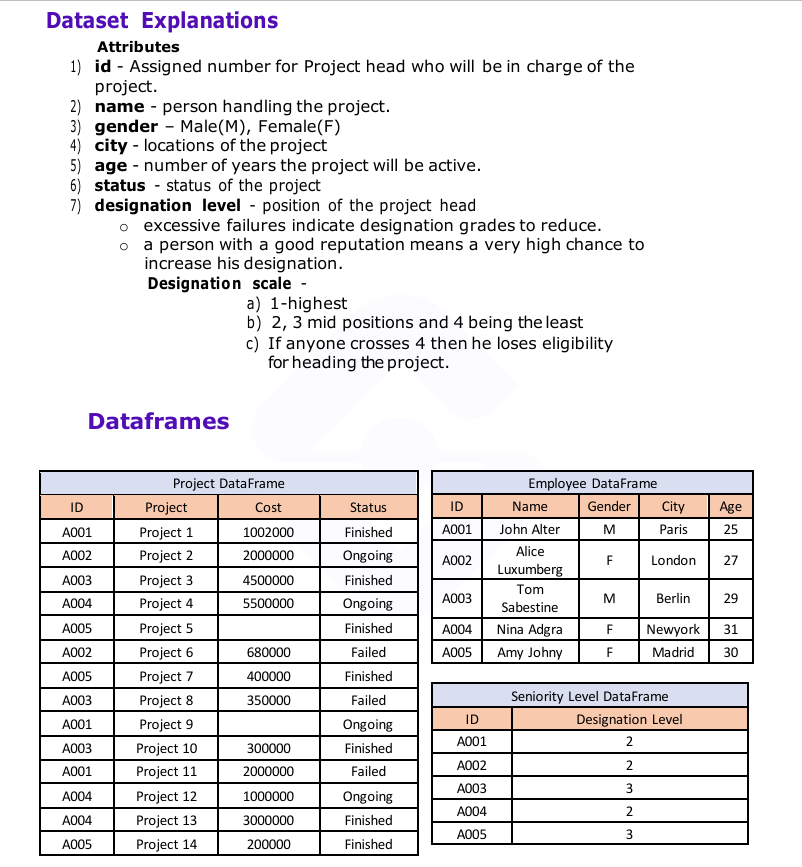 Dataset Explanations
Attributes
1) id - Assigned number for Project head who will be in charge of the
project.
2) name - person handling the project.
3) gender – Male(M), Female(F)
4) city - locations of the project
5) age - number of years the project will be active.
6) status - status of the project
7) designation level - position of the project head
o excessive failures indicate designation grades to reduce.
o a person with a good reputation means a very high chance to
increase his designation.
Designation scale -
a) 1-highest
b) 2, 3 mid positions and 4 being the least
c) If anyone crosses 4 then he loses eligibility
for heading the project.
Dataframes
Project DataFrame
ID Project Cost Status
A001 Project 1 1002000 Finished
A002 Project 2 2000000 Ongoing
A003 Project 3 4500000 Finished
A004 Project 4 5500000 Ongoing
A005 Project 5 Finished
A002 Project 6 680000 Failed
A005 Project 7 400000 Finished
A003 Project 8 350000 Failed
A001 Project 9 Ongoing
A003 Project 10 300000 Finished
A001 Project 11 2000000 Failed
A004 Project 12 1000000 Ongoing
A004 Project 13 3000000 Finished
A005 Project 14 200000 Finished
Employee DataFrame
ID Name Gender City Age
A001 John Alter M Paris 25
A002 Alice
Luxumberg F London 27
A003 Tom
Sabestine M Berlin 29
A004 Nina Adgra F Newyork 31
A005 Amy Johny F Madrid 30
Seniority Level DataFrame
ID Designation Level
A001 2
A002 2
A003 3
A004 2
A005 3